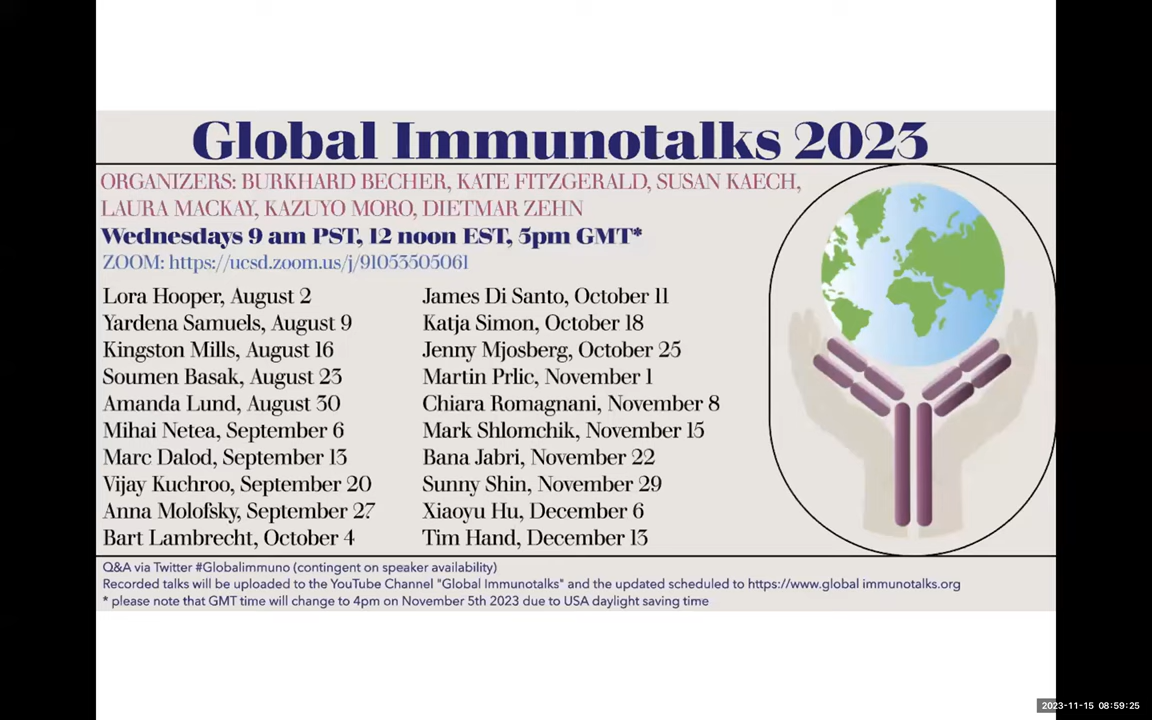 Global Immunotalks 2023
ORGANIZERS: BURKHARD BECHER, KATE FITZGERALD, SUSAN KAECH,
LAURA MACKAY, KAZUYO MORO, DIETMAR ZEHN
Wednesdays 9 am PST, 12 noon EST, 5pm GMT*
ZOOM: https://ucsd.zoom.us/j/91053505061
Lora Hooper, August 2
Yardena Samuels, August 9
Kingston Mills, August 16
Soumen Basak, August 23
Amanda Lund, August 30
Mihai Netea, September 6
Marc Dalod, September 13
Vijay Kuchroo, September 20
Anna Molofsky, September 27
Bart Lambrecht, October 4
James Di Santo, October 11
Katja Simon, October 18
Jenny Mjosberg, October 25
Martin Prlic, November 1
Chiara Romagnani, November 8
Mark Shlomchik, November 15
Bana Jabri, November 22
Sunny Shin, November 29
Xiaoyu Hu, December 6
Tim Hand, December 13
Q&A via Twitter #Globalimmuno (contingent on speaker availability)
Recorded talks will be uploaded to the YouTube Channel "Global Immunotalks" and the updated scheduled to https://www.global immunotalks.org
* please note that GMT time will change to 4pm on November 5th 2023 due to USA daylight saving time
2023-11-15 08:59:25